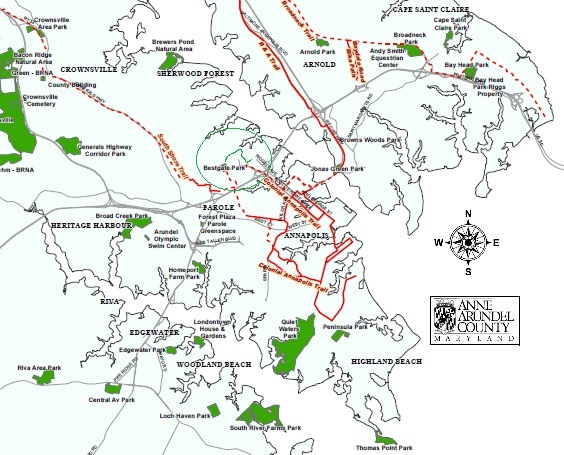 Crownsville
Area Park
CAPE SAINT CLAIRE
Cape Saint
Claire Park
Broadneck Trail
Brewers Pond
Natural Area
Arnold Park
Broadneck
Park
Bacon Ridge
Natural Area
Andy Smith
Equestrian
Center
B & A Trail
ARNOLD
Bay Head Park
CROWNSVILLE
SHERWOOD FOREST
Green - BRNA
County Building
Bay Head
Park-Riggs
Property
Crownsville
Cemetery
ville
Browns Woods Park
Generals Highway
Corridor Park
South Shore Trail
hm - BRNA
Bestgate Park
Jonas Green Park
Colonial Annapolis Trail
PAROLE
Broad Creek Park
Forest Plaza
Parole
Greenspace
WEST ST
HERITAGE HARBOUR
ANNAPOLIS
Arundel
Olympic
Swim Center
N
W
E
S
Homeport
Farm Park
Colonial Annapolis Trail
RIVA
ANNE
ARUNDEL
COUNTY
MARYLAND
Londontown
House &
Gardens
Quiet
Waters
Park
Peninsula Park
EDGEWATER
Edgewater Park
WOODLAND BEACH
HIGHLAND BEACH
Riva Area Park
Central Av Park
Loch Haven Park
South River Farms Park
Thomas Point Park